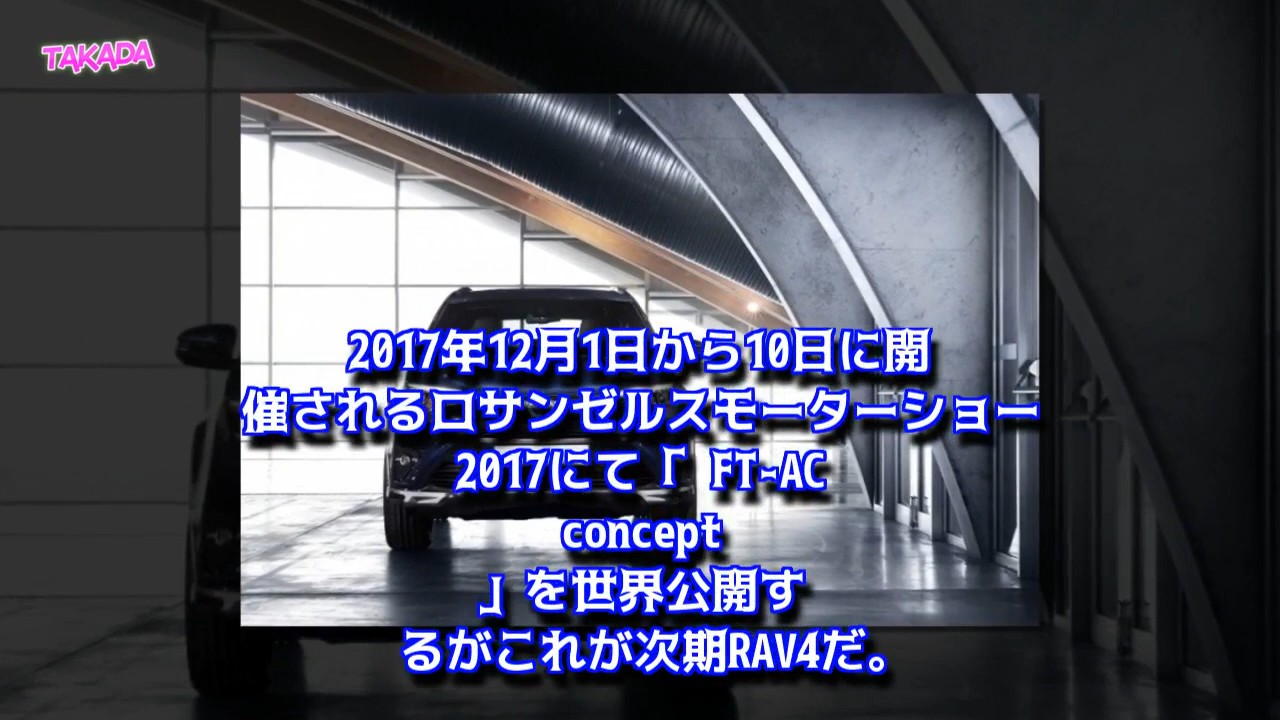 TAKADA
2017年12月1日から10日に開
催されるロサンゼルスモーターショー
2017にて「 FT-AC
concept
」を世界公開す
るがこれが次期RAV4だ。